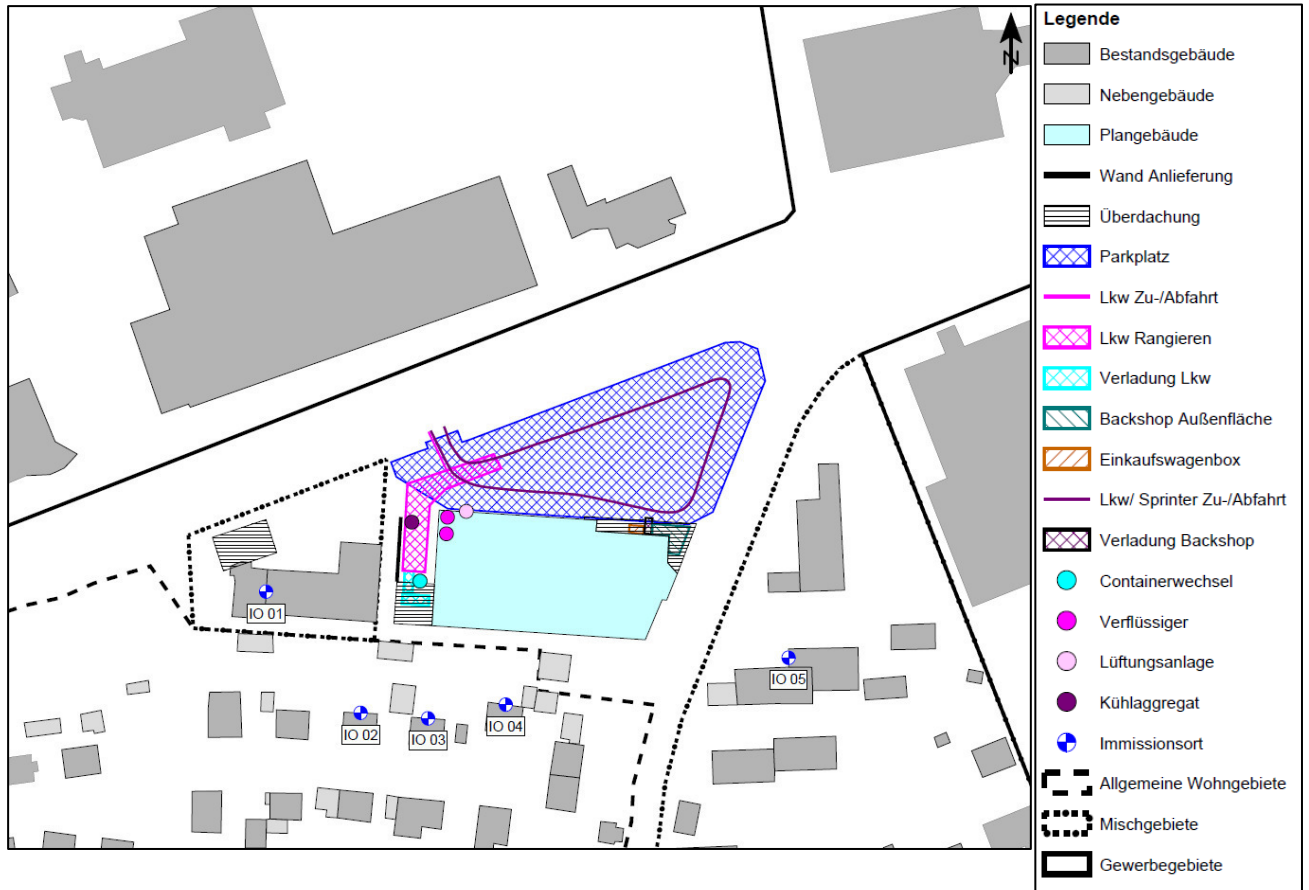 N
IO 01
IO 02
IO 03
IO 04
IO 05
Legende
Bestandsgebäude
Nebengebäude
Plangebäude
Wand Anlieferung
Überdachung
Parkplatz
Lkw Zu-/Abfahrt
Lkw Rangieren
Verladung Lkw
Backshop Außenfläche
Einkaufswagenbox
Lkw/ Sprinter Zu-/Abfahrt
Verladung Backshop
Containerwechsel
Verflüssiger
Lüftungsanlage
Kühlaggregat
Immissionsort
Allgemeine Wohngebiete
Mischgebiete
Gewerbegebiete